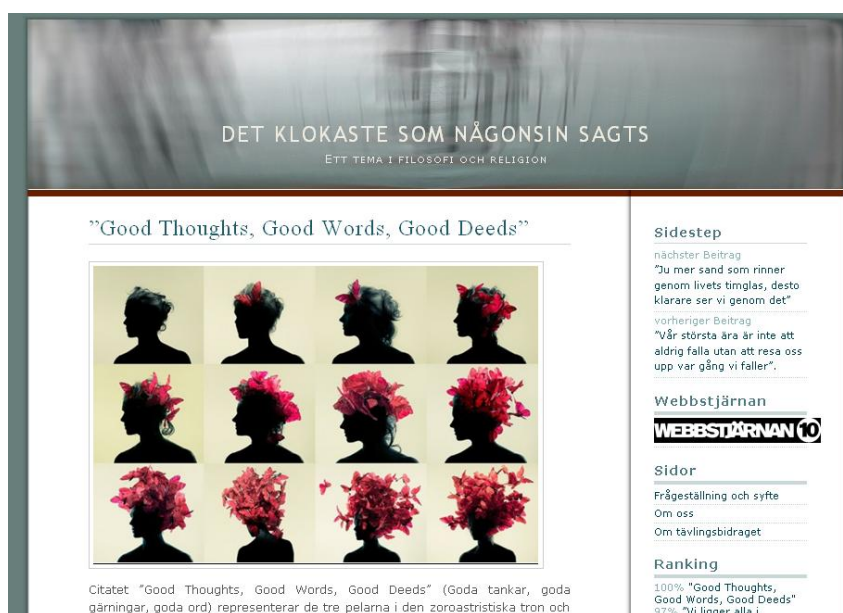 DET KLOKASTE SOM NÅGONSIN SAGTS
ETT TEMA I FILOSOFI OCH RELIGION
”Good Thoughts, Good Words, Good Deeds”
Citatet ”Good Thoughts, Good Words, Good Deeds” (Goda tankar, goda
gärningar, goda ord) representerar de tre pelarna i den zoroastristiska tron och
Sidestep
nächster Beitrag
”Ju mer sand som rinner
genom livets timglas, desto
klarare ser vi genom det”
vorheriger Beitrag
”Vår största ära är inte att
aldrig falla utan att resa oss
upp var gång vi faller”.
Webbstjärnan
WEBBSTJÄRNAN 10
Sidor
Frågeställning och syfte
Om oss
Om tävlingsbidraget
Ranking
100% "Good Thoughts,
Good Words, Good Deeds"
97% "Vi ligger alla i